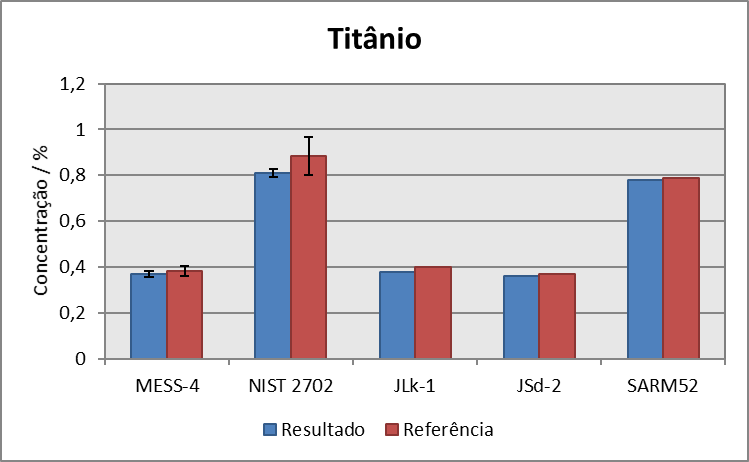 Titânio
Concentração / %
1,2
1
0,8
0,6
0,4
0,2
0
MESS-4 NIST 2702 JLk-1 JSd-2 SARM52
Resultado Referência